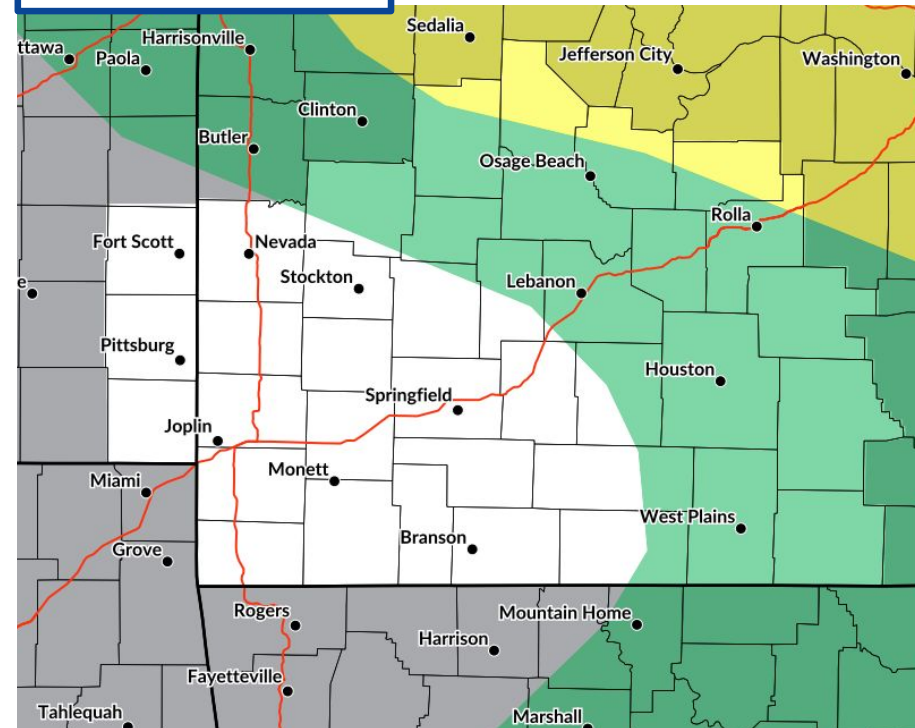 Sedalia
Harrisonville
ttawa
Paola
Jefferson City
Washington
Clinton
Butler
Osage Beach
Rolla
Fort Scott
Nevada
Stockton
Lebanon
e
Pittsburg
Houston
Springfield
Joplin
Monett
Miami
West Plains
Branson
Grove
Rogers
Mountain Home
Harrison
Fayetteville
Tahlequah
Marshall